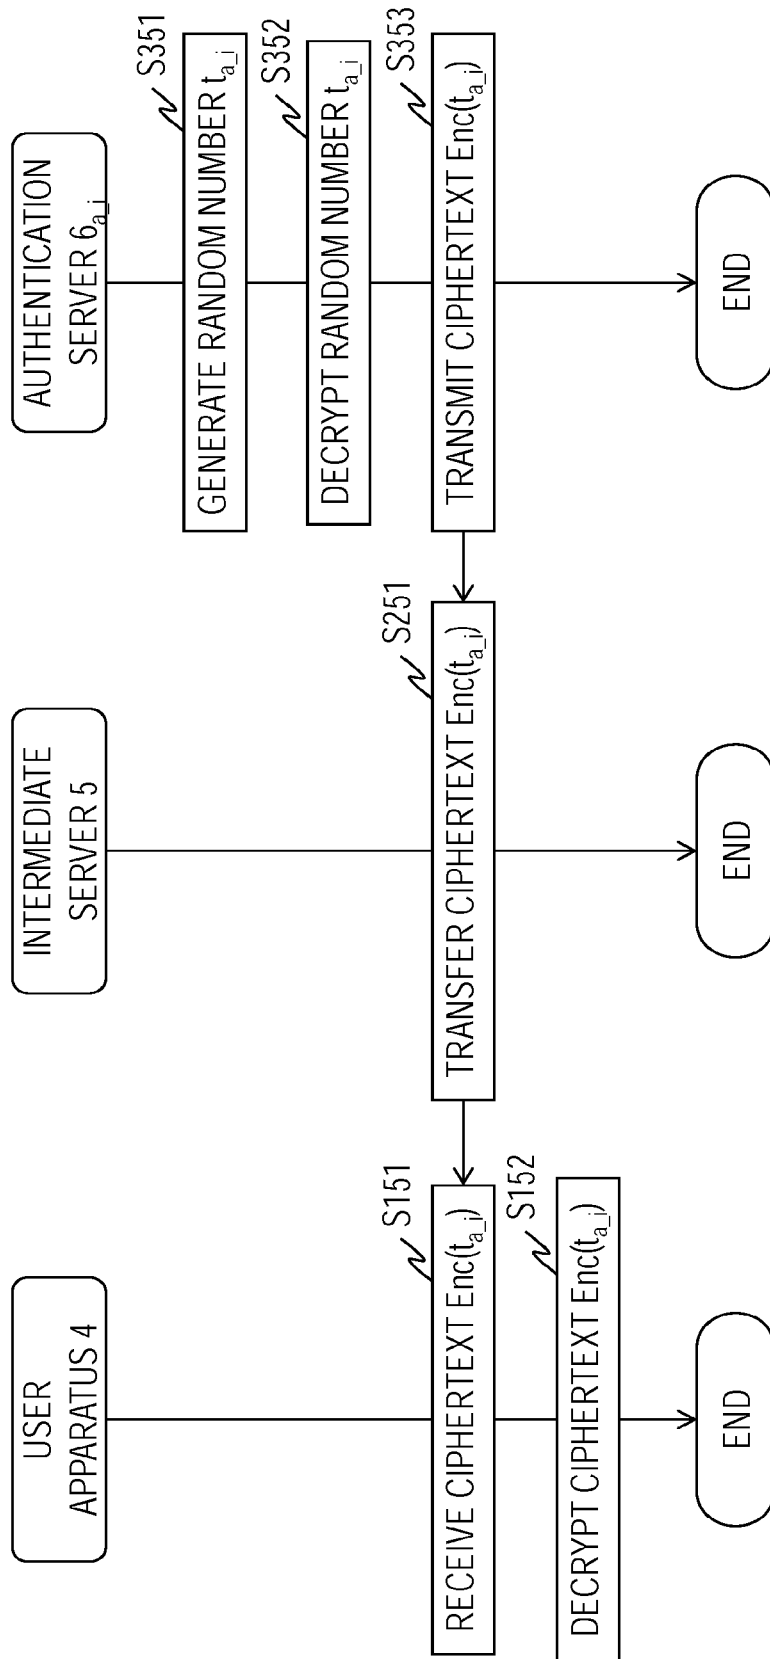 USER
APPARATUS 4
INTERMEDIATE
SERVER 5
AUTHENTICATION
SERVER 6a_i
S351
GENERATE RANDOM NUMBER ta_i
S352
DECRYPT RANDOM NUMBER ta_i
S353
TRANSMIT CIPHERTEXT Enc(ta_i)
S251
TRANSFER CIPHERTEXT Enc(ta_i)
S151
RECEIVE CIPHERTEXT Enc(ta_i)
S152
DECRYPT CIPHERTEXT Enc(ta_i)
END
END
END